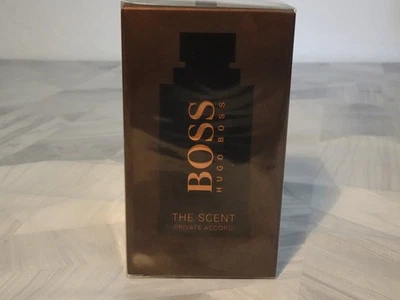 BOSS
HUGO BOSS
THE SCENT
PRIVATE ACCORD